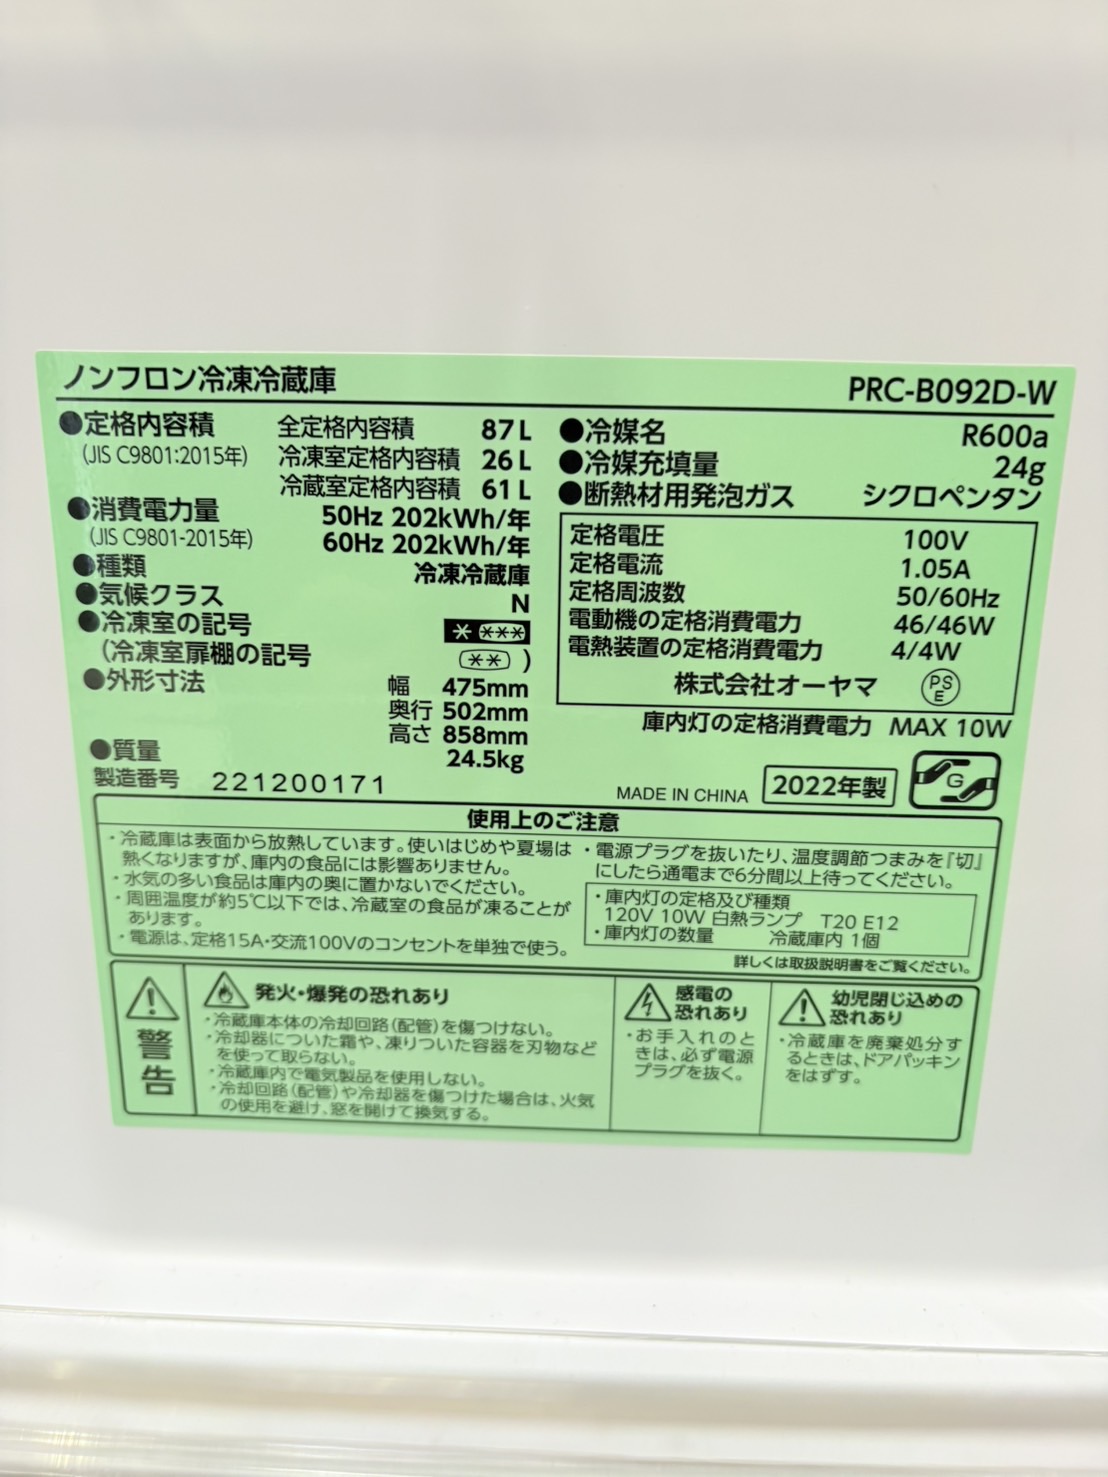 ノンフロン冷凍冷蔵庫 PRC-B092D-W
●定格内容積 全定格内容積 87L
(JIS C9801:2015年) 冷凍室定格内容積 26L
冷蔵室定格内容積 61L
●消費電力量 50Hz 202kWh/年
(JIS C9801-2015年) 60Hz 202kWh/年
●種類 冷凍冷蔵庫
●気候クラス N
●冷凍室の記号
(冷凍室扉棚の記号 )
●外形寸法 幅 475mm
奥行 502mm
高さ 858mm
●質量 24.5kg
製造番号 221200171
●冷媒名 R600a
●冷媒充填量 24g
●断熱材用発泡ガス シクロペンタン
定格電圧 100V
定格電流 1.05A
定格周波数 50/60Hz
電動機の定格消費電力 46/46W
電熱装置の定格消費電力 4/4W
株式会社オーヤマ PSE
庫内灯の定格消費電力 MAX 10W
MADE IN CHINA 2022年製 G
使用上のご注意
・冷蔵庫は表面から放熱しています。使いはじめや夏場は
熱くなりますが、庫内の食品には影響ありません。
・水気の多い食品は庫内の奥に置かないでください。
・周囲温度が約5℃以下では、冷蔵室の食品が凍ることが
あります。
・電源は、定格15A・交流100Vのコンセントを単独で使う。
・電源プラグを抜いたり、温度調節つまみを『切』
にしたら通電まで6分間以上待ってください。
・庫内灯の定格及び種類
120V 10W 白熱ランプ T20 E12
・庫内灯の数量 冷蔵庫内 1個
詳しくは取扱説明書をご覧ください。
警告
発火・爆発の恐れあり
・冷蔵庫本体の冷却回路(配管)を傷つけない。
・冷却器についた霜や、凍りついた容器を刃物など
を使って取らない。
・冷蔵庫内で電気製品を使用しない。
・冷却回路(配管)や冷却器を傷つけた場合は、火気
の使用を避け、窓を開けて換気する。
感電の
恐れあり
・お手入れのと
きは、必ず電源
プラグを抜く。
幼児閉じ込めの
恐れあり
・冷蔵庫を廃棄処分す
るときは、ドアパッキン
をはずす。